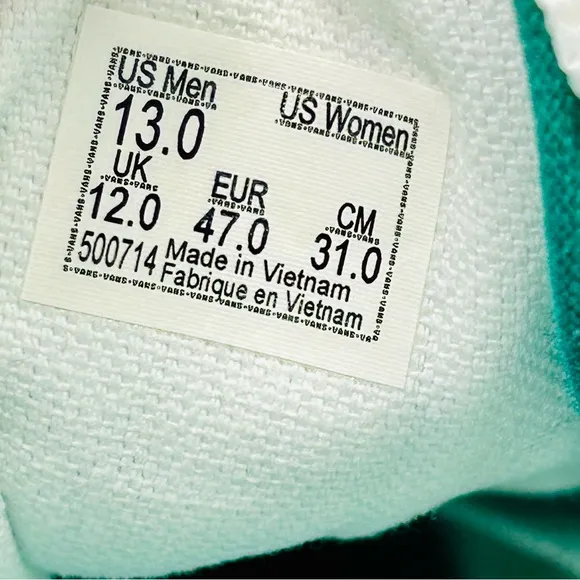 US Men US Women
13.0
UK EUR CM
12.0 47.0 31.0
500714 Made in Vietnam
Fabrique en Vietnam